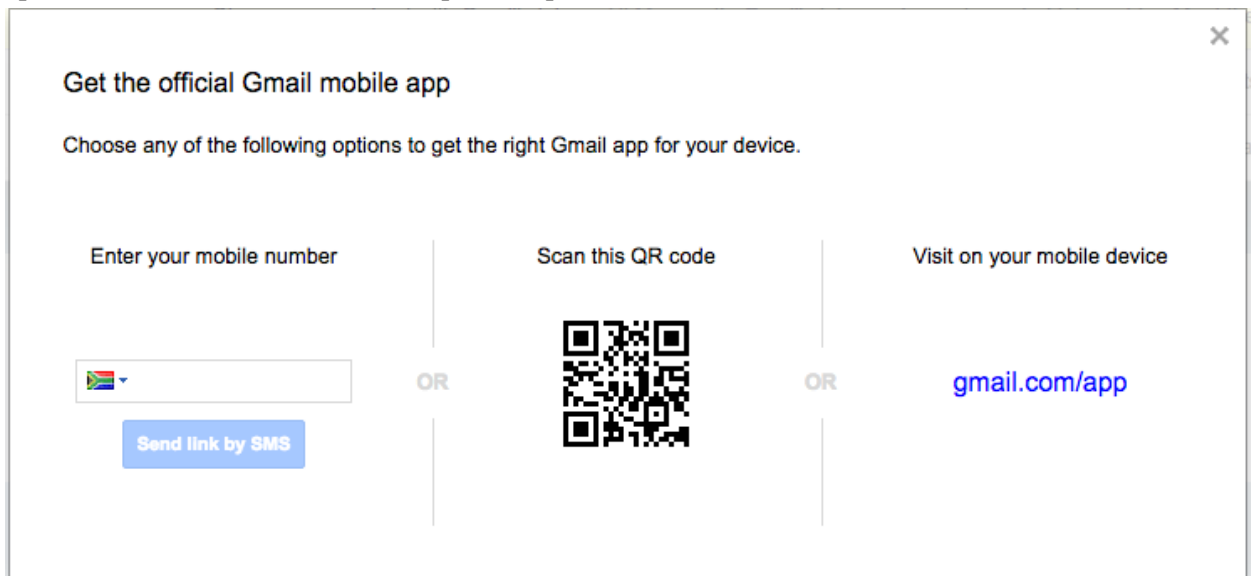 Get the official Gmail mobile app
Choose any of the following options to get the right Gmail app for your device.
Enter your mobile number
Send link by SMS
OR
Scan this QR code
OR
Visit on your mobile device
gmail.com/app